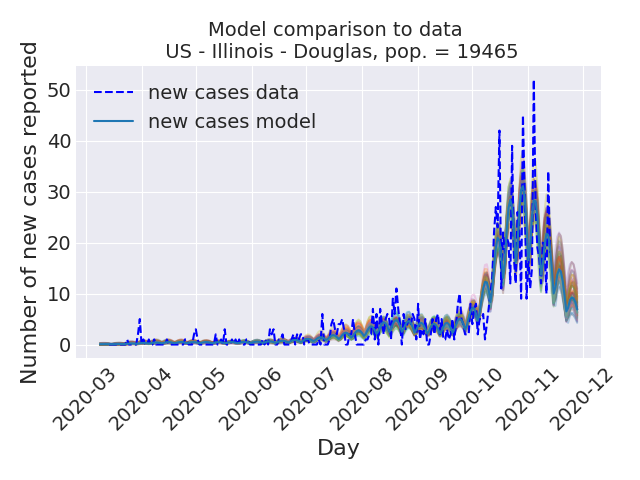 Model comparison to data
US - Illinois - Douglas, pop. = 19465
Number of new cases reported
50
40
30
20
10
0
new cases data
new cases model
2020-03
2020-04
2020-05
2020-06
2020-07
2020-08
2020-09
2020-10
2020-11
2020-12
Day